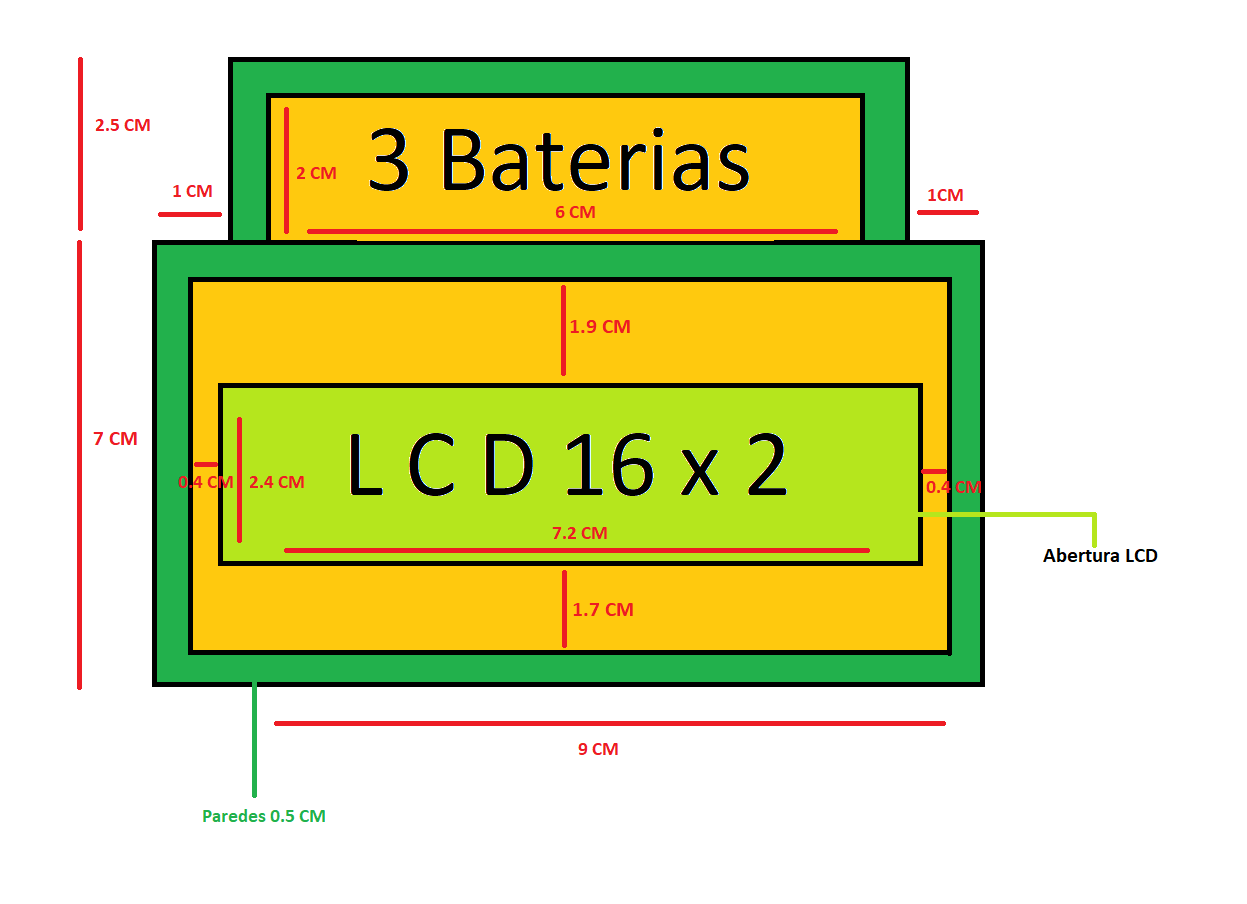 2.5 CM
3 Baterias
2 CM
1 CM
1CM
6 CM
1.9 CM
7 CM
L C D 16 x 2
0.4 CM
2.4 CM
0.4 CM
7.2 CM
Abertura LCD
1.7 CM
9 CM
Paredes 0.5 CM